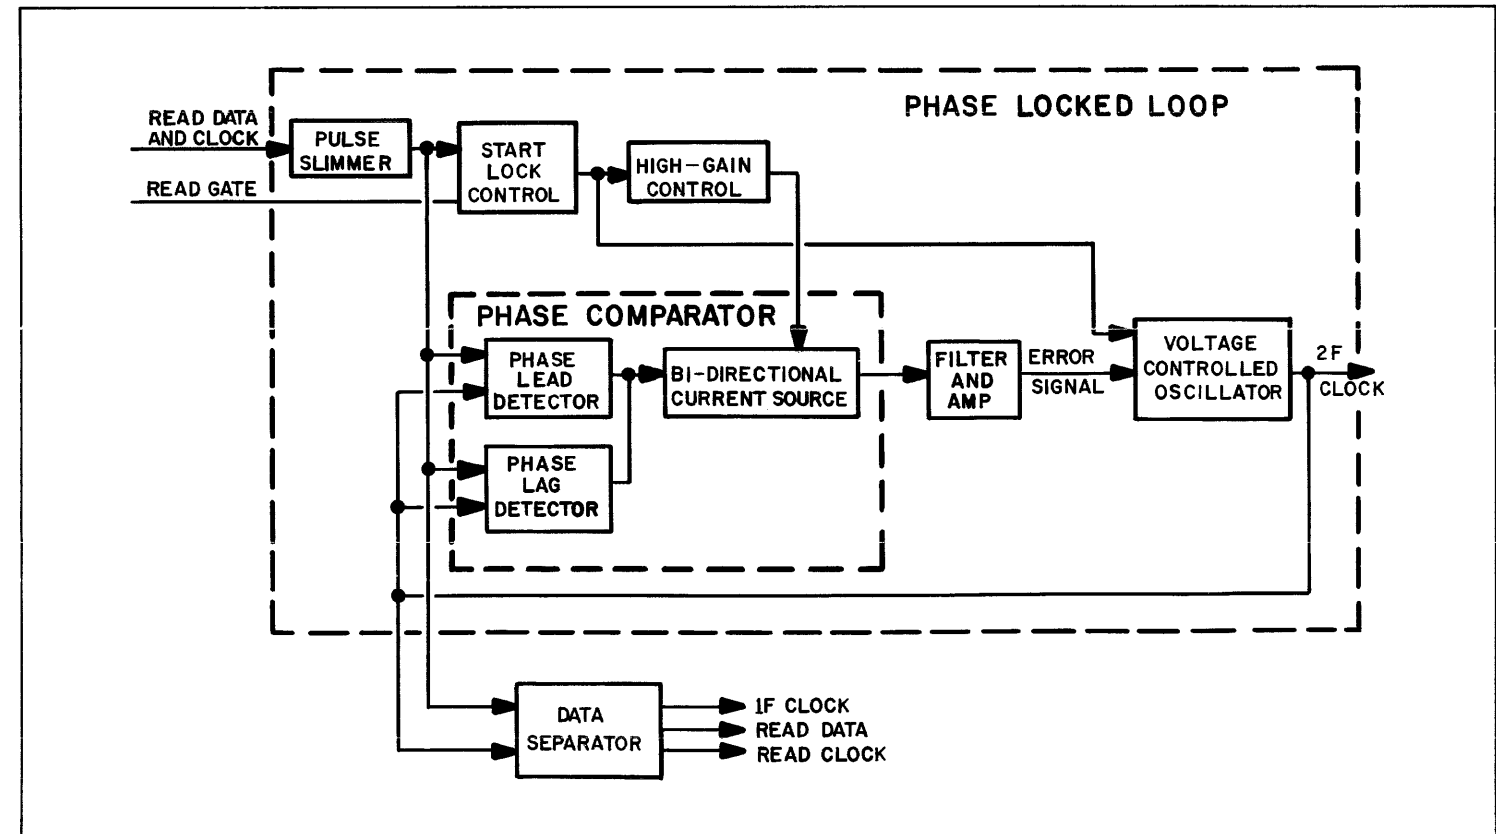 PHASE LOCKED LOOP
READ DATA
AND CLOCK
READ GATE
PULSE
SLIMMER
START
LOCK
CONTROL
HIGH-GAIN
CONTROL
PHASE COMPARATOR
PHASE
LEAD
DETECTOR
BI-DIRECTIONAL
CURRENT SOURCE
FILTER
AND
AMP
ERROR
SIGNAL
VOLTAGE
CONTROLLED
OSCILLATOR
2F
CLOCK
PHASE
LAG
DETECTOR
DATA
SEPARATOR
1F CLOCK
READ DATA
READ CLOCK